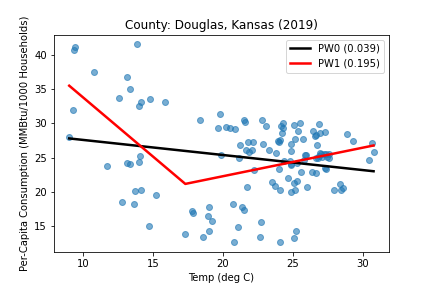 County: Douglas, Kansas (2019)
PW0 (0.039)
PW1 (0.195)
Per-Capita Consumption (MMBtu/1000 Households)
40
35
30
25
20
15
10 15 20 25 30
Temp (deg C)